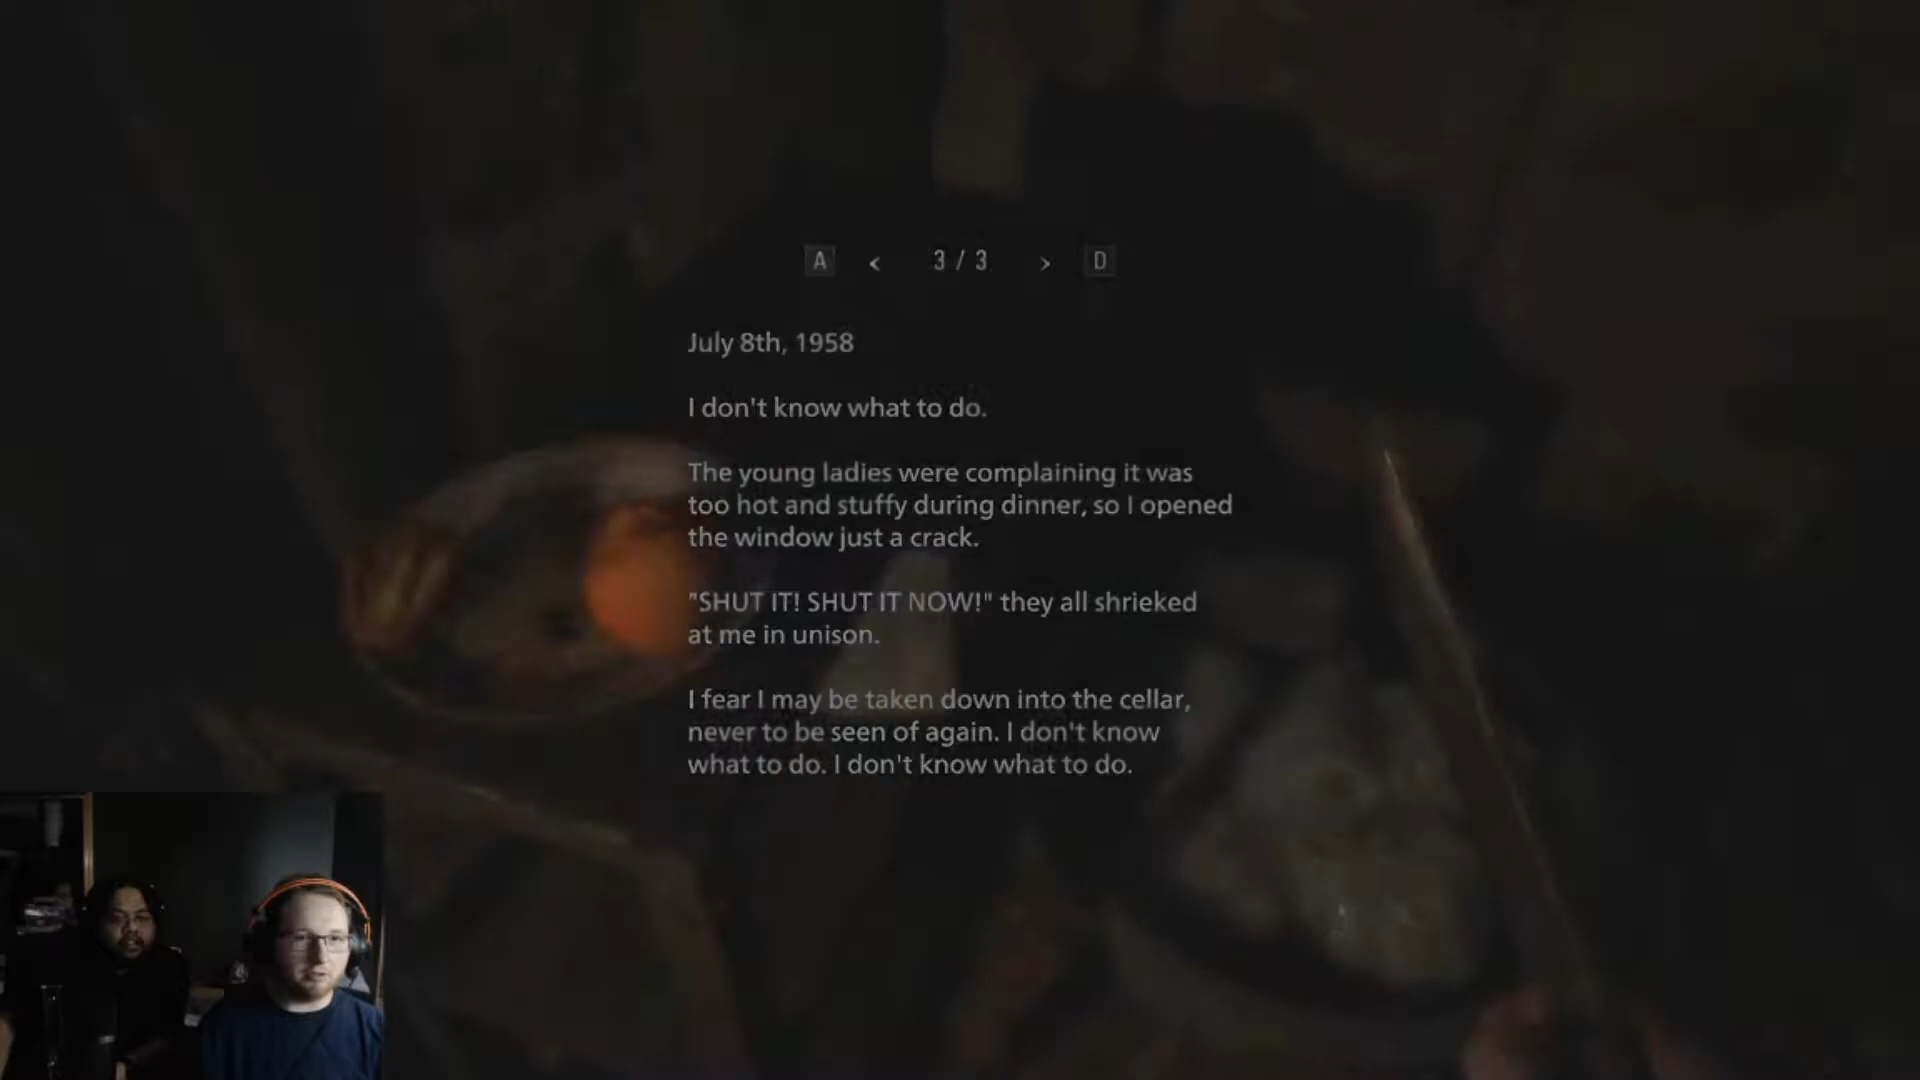 A < 3 / 3 > D
July 8th, 1958
I don't know what to do.
The young ladies were complaining it was
too hot and stuffy during dinner, so I opened
the window just a crack.
"SHUT IT! SHUT IT NOW!" they all shrieked
at me in unison.
I fear I may be taken down into the cellar,
never to be seen of again. I don't know
what to do. I don't know what to do.